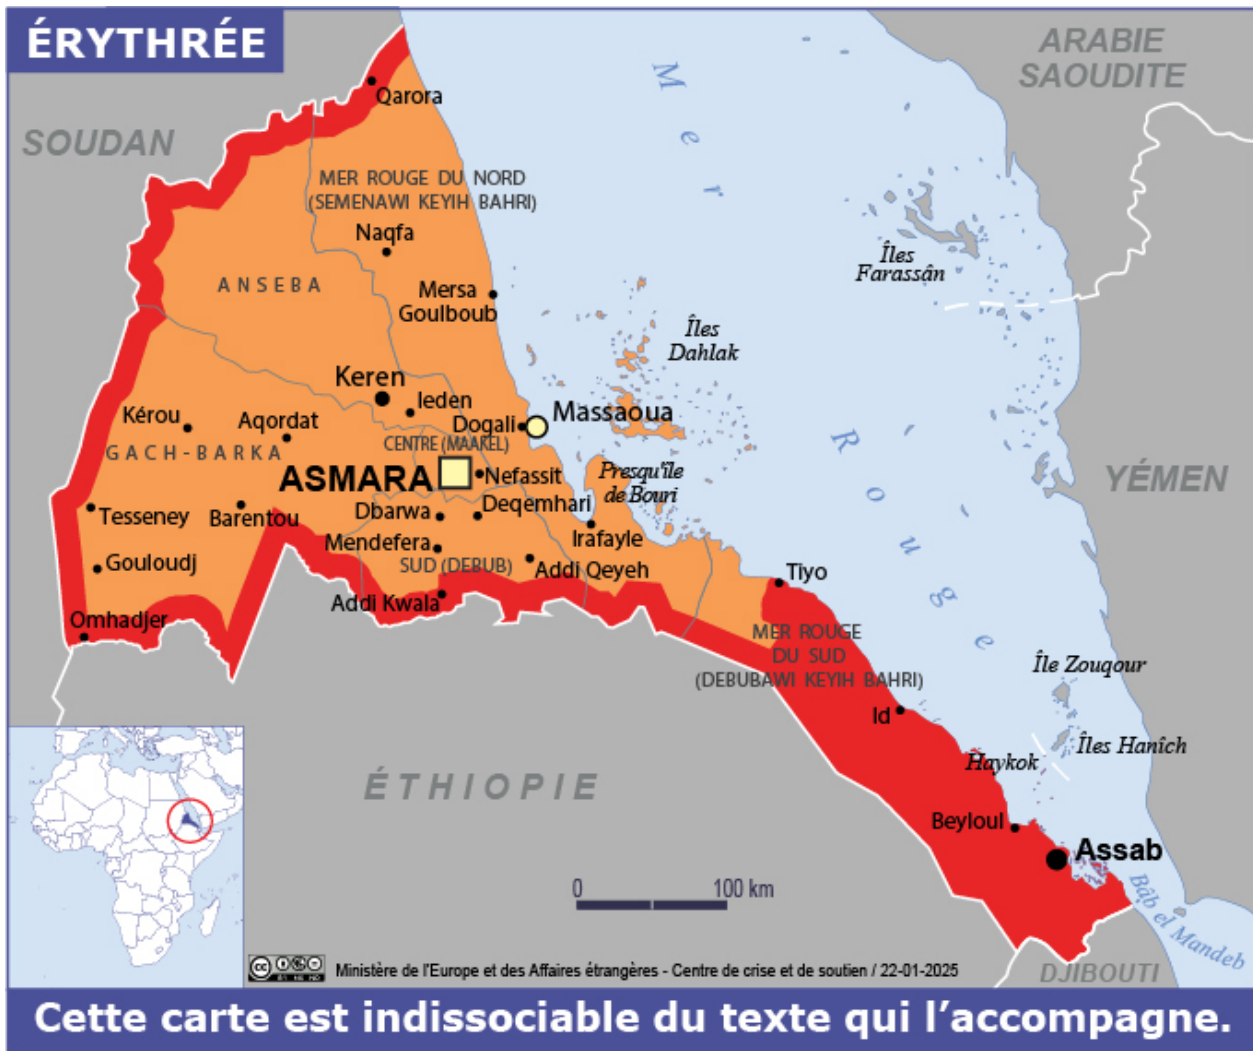 ÉRYTHRÉE
ARABIE
SAOUDITE
SOUDAN
Mer
Qarora
MER ROUGE DU NORD
(SEMENAWI KEYIH BAHRI)
Naqfa
Îles
Farassân
ANSEBA
Mersa
Goulboub
Îles
Dahlak
Keren
Ieden
Kérou
Aqordat
Dogali
Massaoua
Rouge
GACH-BARKA
CENTRE (MAAKEL)
ASMARA
Nefassit
Presqu'île
de Bouri
YÉMEN
Tesseney
Barentou
Dbarwa
Deqemhari
Irafayle
Mendefera
Gouloudj
SUD (DEBUB)
Addi Qeyeh
Tiyo
Addi Kwala
Omhadjer
MER ROUGE
DU SUD
(DEBUBAWI KEYIH BAHRI)
Île Zouqour
Id
Îles Hanîch
Haykok
ÉTHIOPIE
Beyloul
Assab
0 100 km
Bâb el Mandeb
cc
Ministère de l'Europe et des Affaires étrangères - Centre de crise et de soutien / 22-01-2025
DJIBOUTI
Cette carte est indissociable du texte qui l'accompagne.